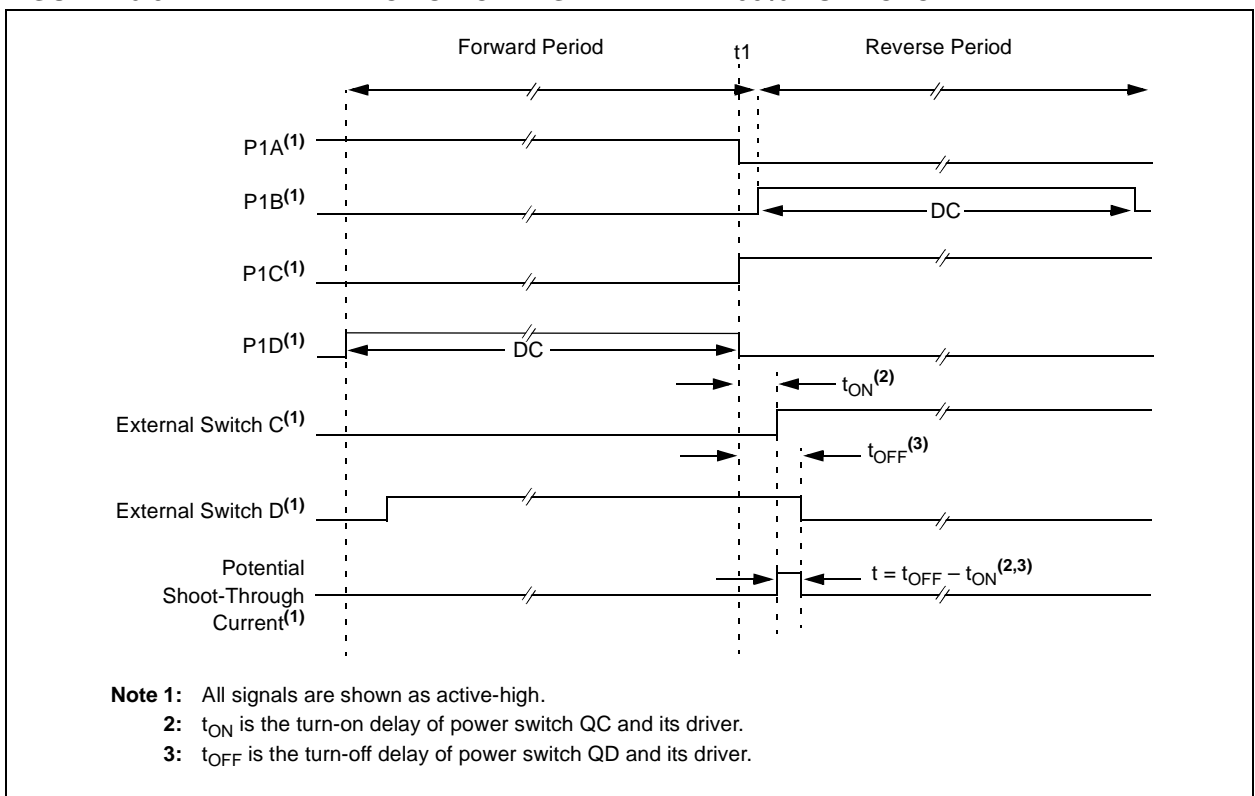 Forward Period
t1
Reverse Period
P1A(1)
P1B(1)
DC
P1C(1)
P1D(1)
DC
tON(2)
External Switch C(1)
tOFF(3)
External Switch D(1)
Potential
Shoot-Through
Current(1)
t = tOFF – tON(2,3)
Note 1: All signals are shown as active-high.
2: tON is the turn-on delay of power switch QC and its driver.
3: tOFF is the turn-off delay of power switch QD and its driver.